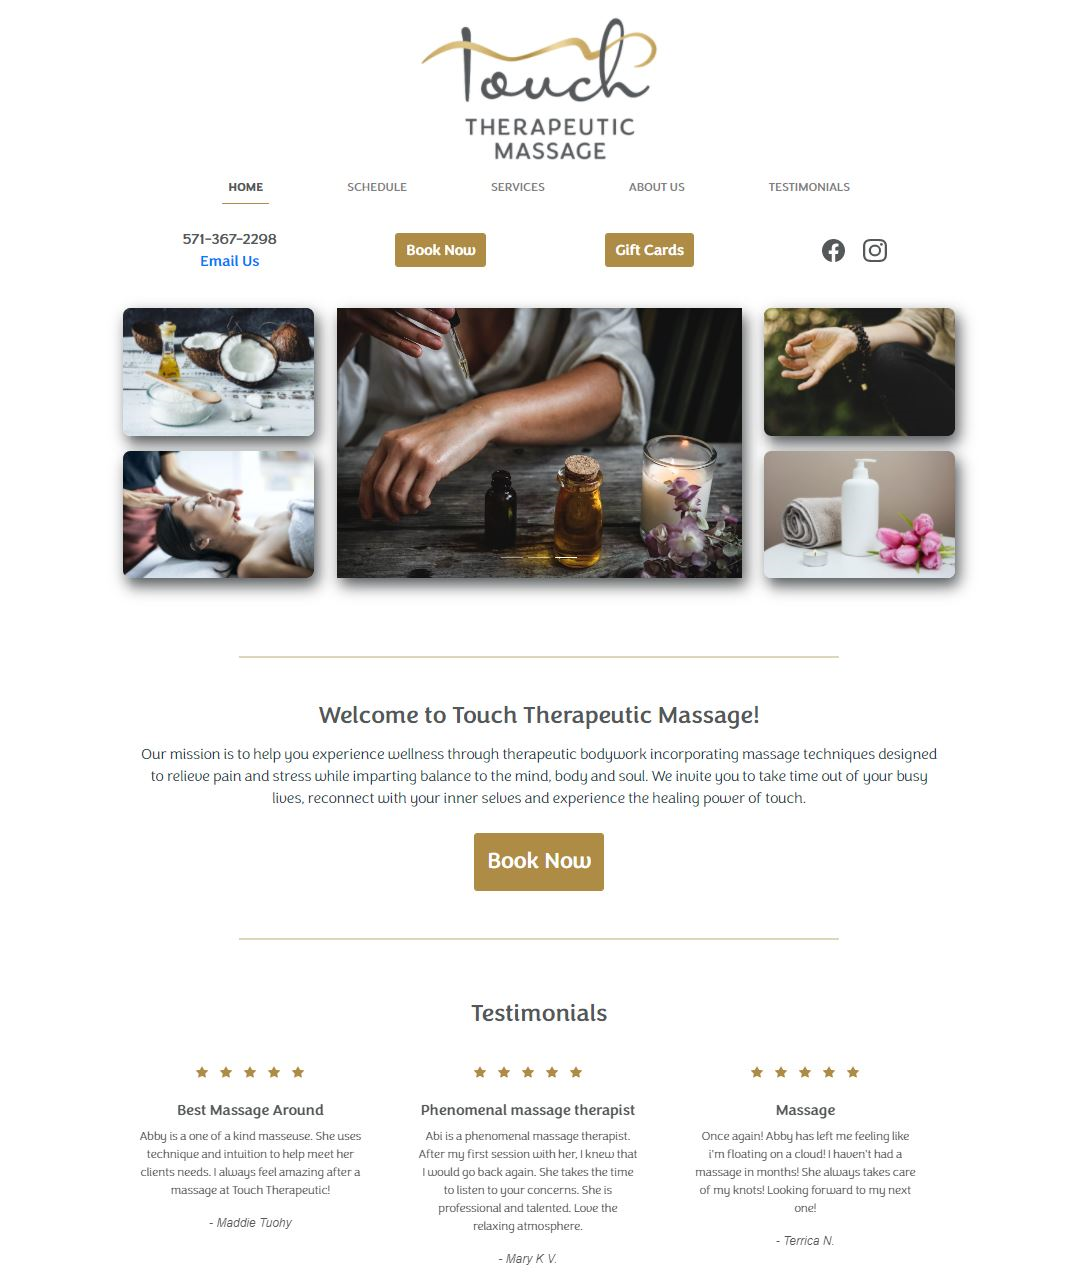 Touch
THERAPEUTIC
MASSAGE
HOME
SCHEDULE
SERVICES
ABOUT US
TESTIMONIALS
571-367-2298
Email Us
Book Now
Gift Cards
Welcome to Touch Therapeutic Massage!
Our mission is to help you experience wellness through therapeutic bodywork incorporating massage techniques designed
to relieve pain and stress while imparting balance to the mind, body and soul. We invite you to take time out of your busy
lives, reconnect with your inner selves and experience the healing power of touch.
Book Now
Testimonials
Best Massage Around
Abby is a one of a kind masseuse. She uses
technique and intuition to help meet her
clients needs. I always feel amazing after a
massage at Touch Therapeutic!
- Maddie Tuohy
Phenomenal massage therapist
Abi is a phenomenal massage therapist.
After my first session with her, I knew that
I would go back again. She takes the time
to listen to your concerns. She is
professional and talented. Love the
relaxing atmosphere.
- Mary K V.
Massage
Once again! Abby has left me feeling like
i'm floating on a cloud! I haven't had a
massage in months! She always takes care
of my knots! Looking forward to my next
one!
- Terrica N.